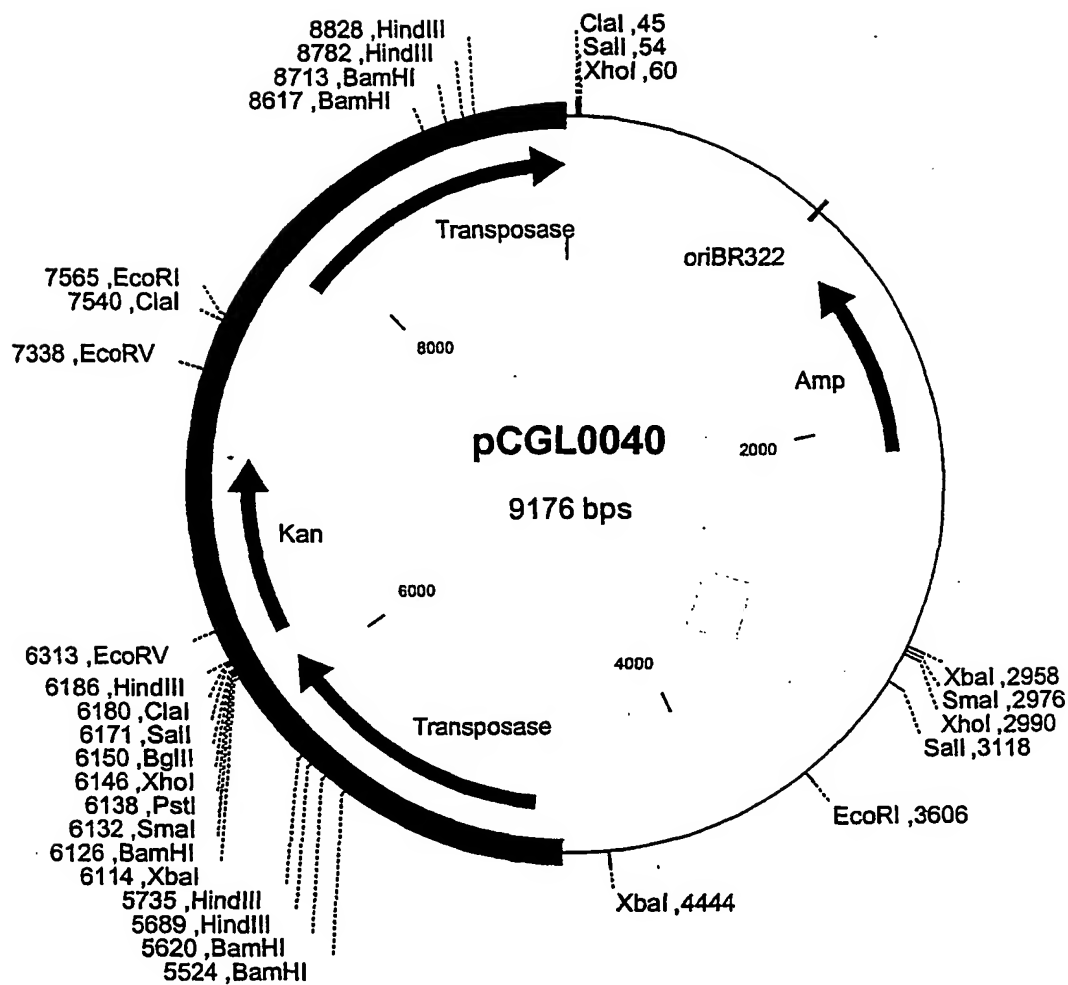 8828 ,HindIII
8782 ,HindIII
8713 ,BamHI
8617 ,BamHI
ClaI ,45
SalI ,54
XhoI ,60
Transposase
oriBR322
7565 ,EcoRI
7540 ,ClaI
7338 ,EcoRV
8000
Amp
pCGL0040
2000
9176 bps
Kan
6000
6313 ,EcoRV
6186 ,HindIII
6180 ,ClaI
6171 ,SalI
6150 ,BglII
6146 ,XhoI
6138 ,PstI
6132 ,SmaI
6126 ,BamHI
6114 ,XbaI
5735 ,HindIII
5689 ,HindIII
5620 ,BamHI
5524 ,BamHI
4000
Transposase
XbaI ,2958
SmaI ,2976
XhoI ,2990
SalI ,3118
EcoRI ,3606
XbaI ,4444